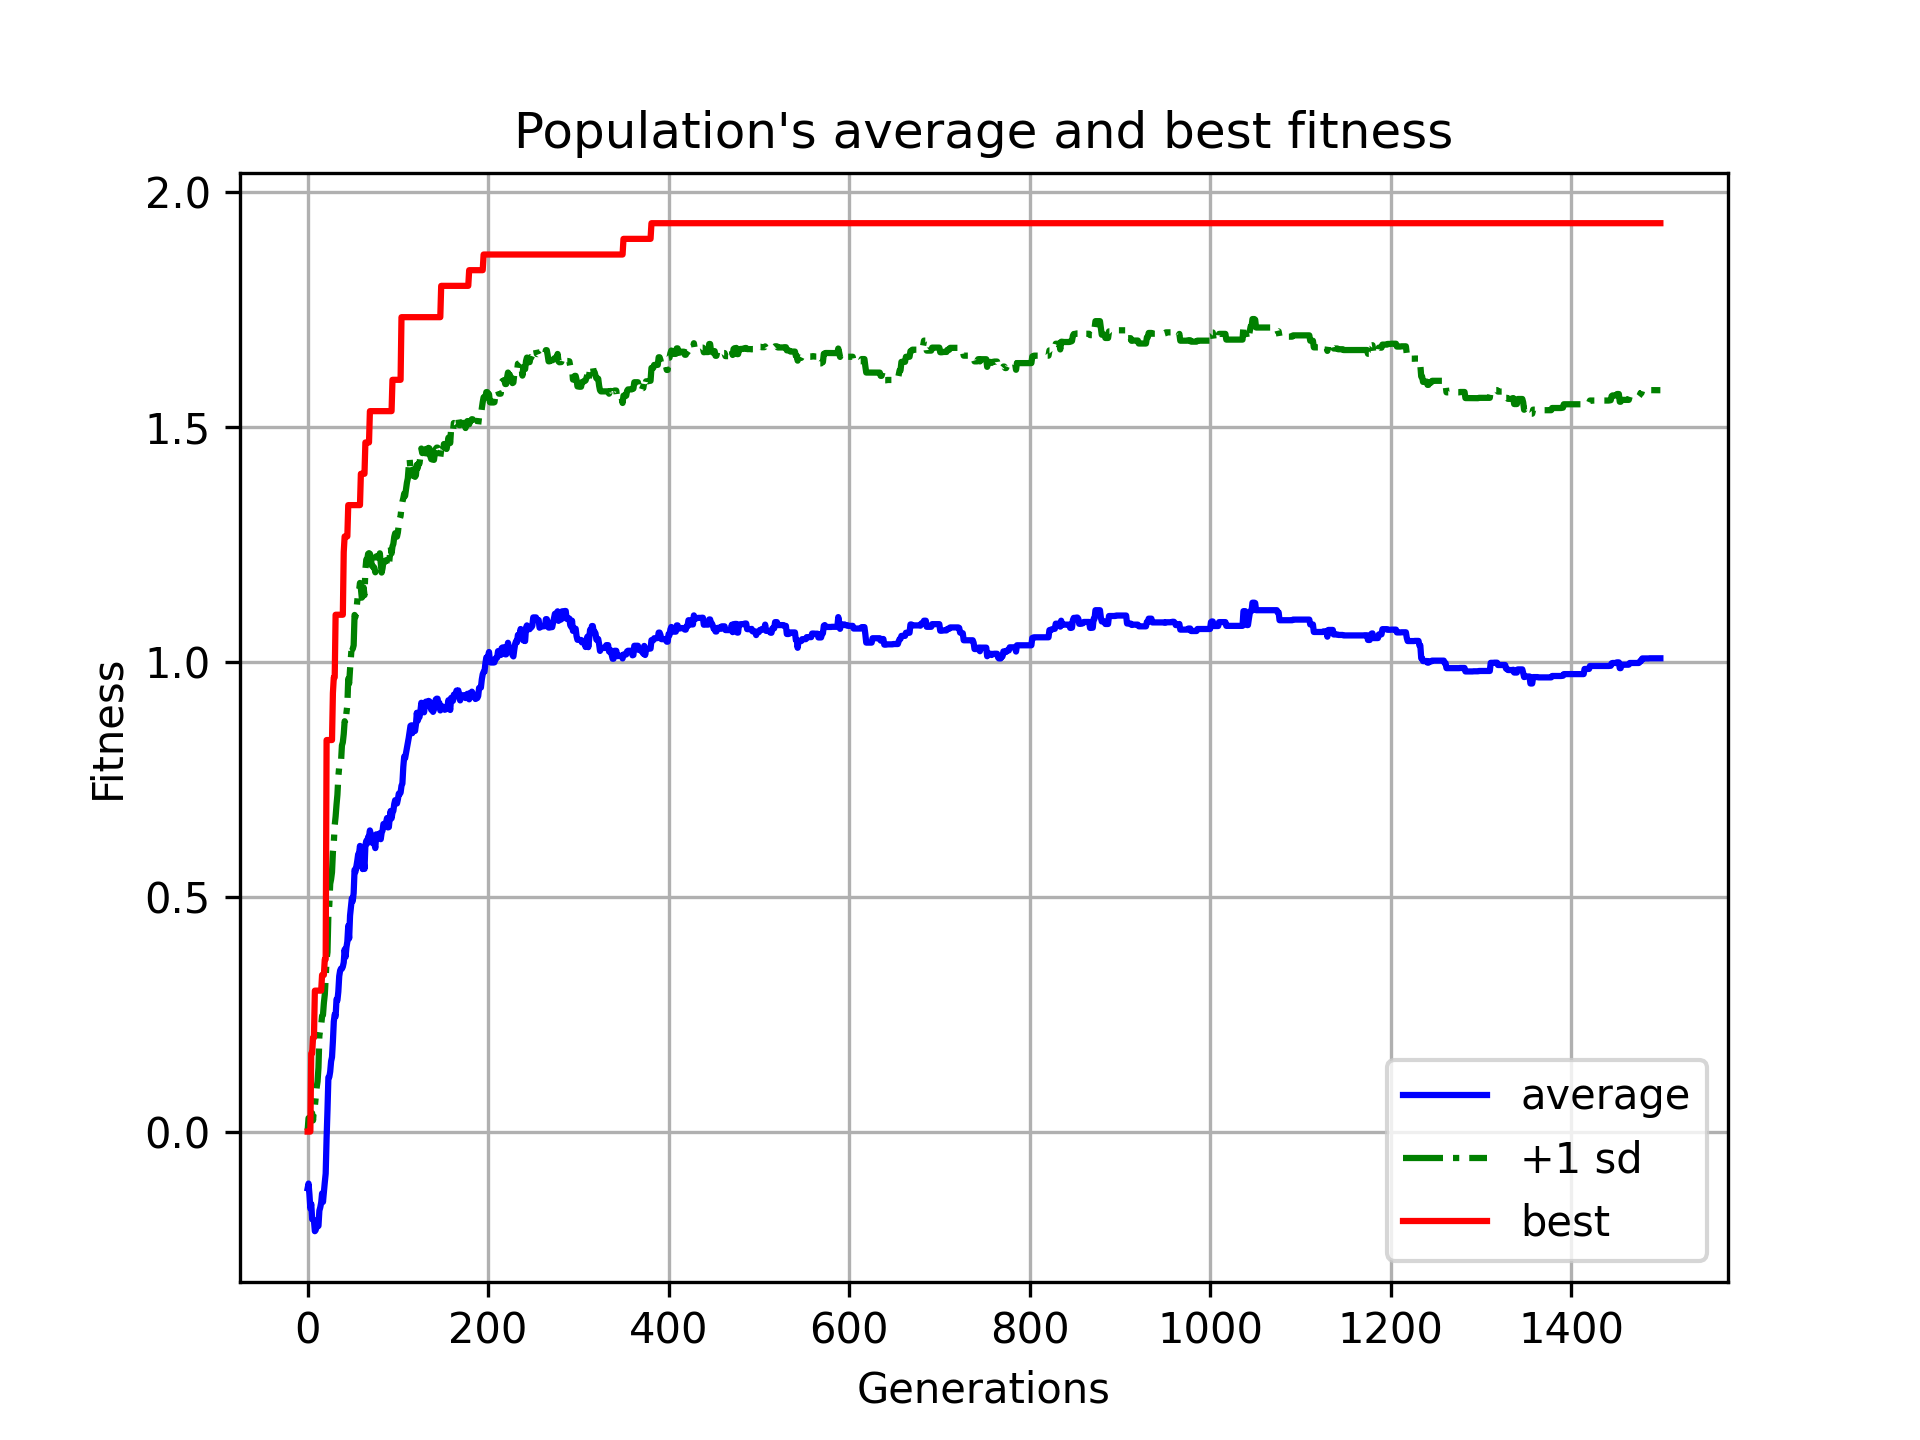 Population's average and best fitness
2.0
1.5
1.0
0.5
0.0
Fitness
0 200 400 600 800 1000 1200 1400
Generations
average
+1 sd
best